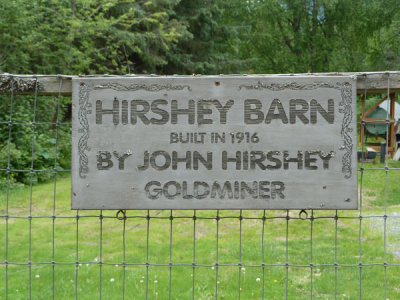 HIRSHEY BARN
BUILT IN 1916
BY JOHN HIRSHEY
GOLDMINER